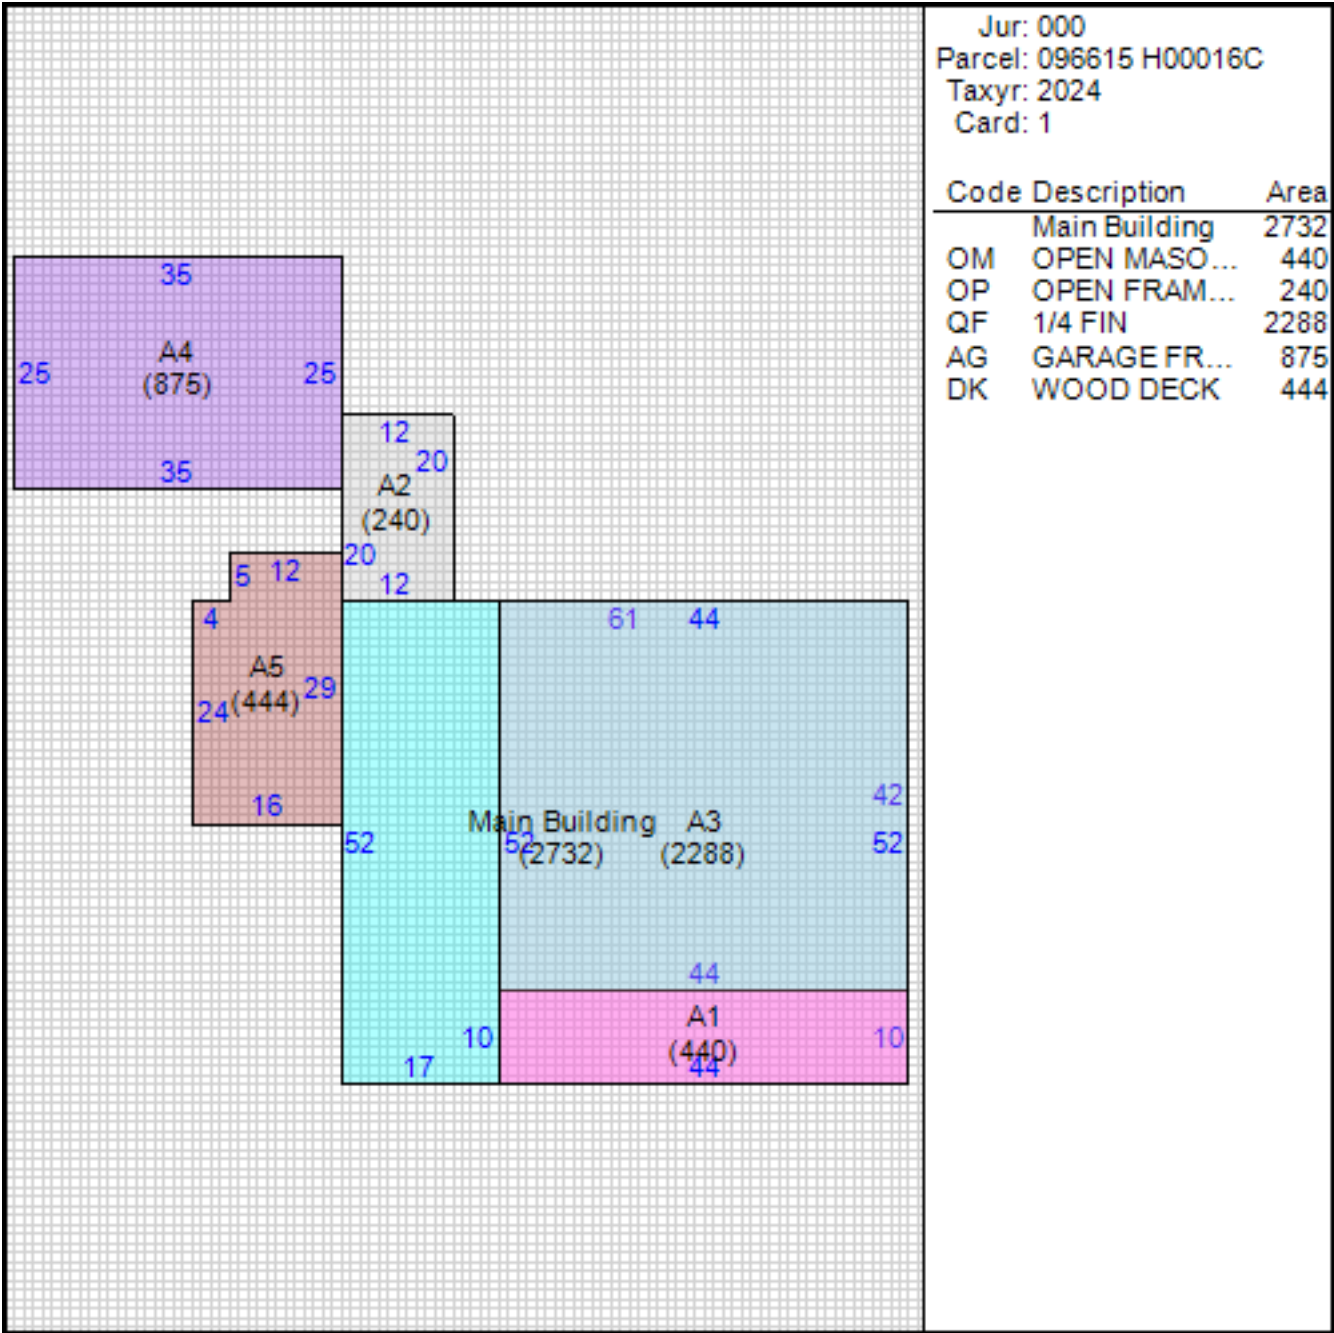 Jur: 000
Parcel: 096615 H00016C
Taxyr: 2024
Card: 1
Code Description Area
Main Building 2732
OM OPEN MASO... 440
OP OPEN FRAM... 240
QF 1/4 FIN 2288
AG GARAGE FR... 875
DK WOOD DECK 444
35
A4
25 25
(875)
35
12
20
A2
(240)
20
12
5 12
4
A5
29
(444)
24
16
61 44
42
Main Building A3
52 52 52
(2732) (2288)
44
A1
10 10
(440)
17 44